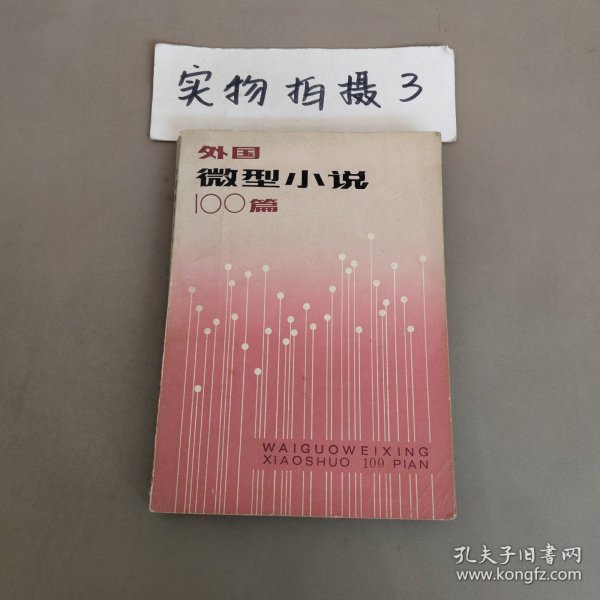 实物拍摄3
外国
微型小说
100篇
WAIGUOWEIXING
XIAOSHUO 100 PIAN
孔夫子旧书网
www.kongfz.com